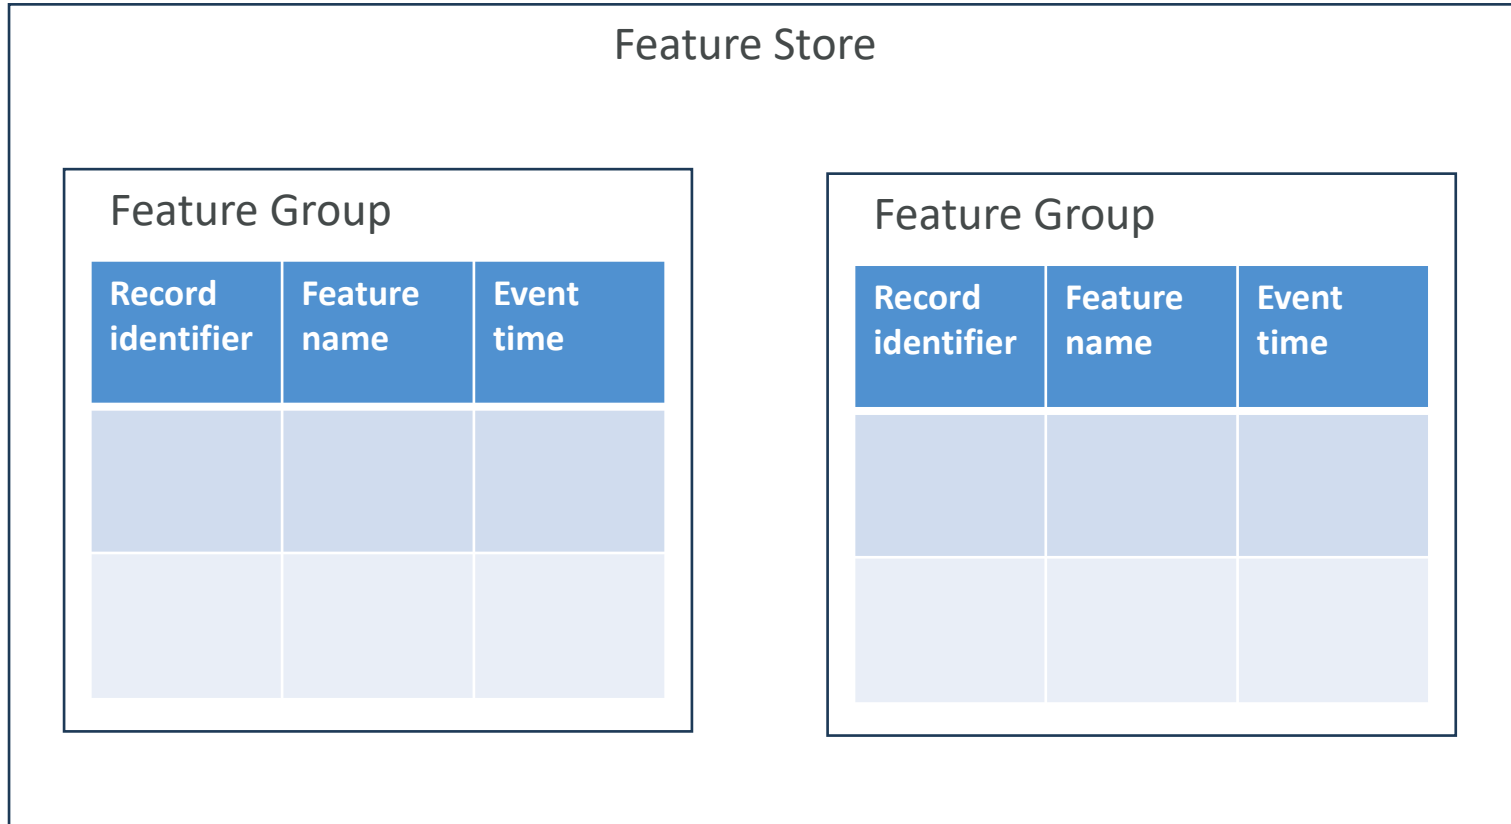 Feature Store
Feature Group
Record
identifier
Feature
name
Event
time
Feature Group
Record
identifier
Feature
name
Event
time